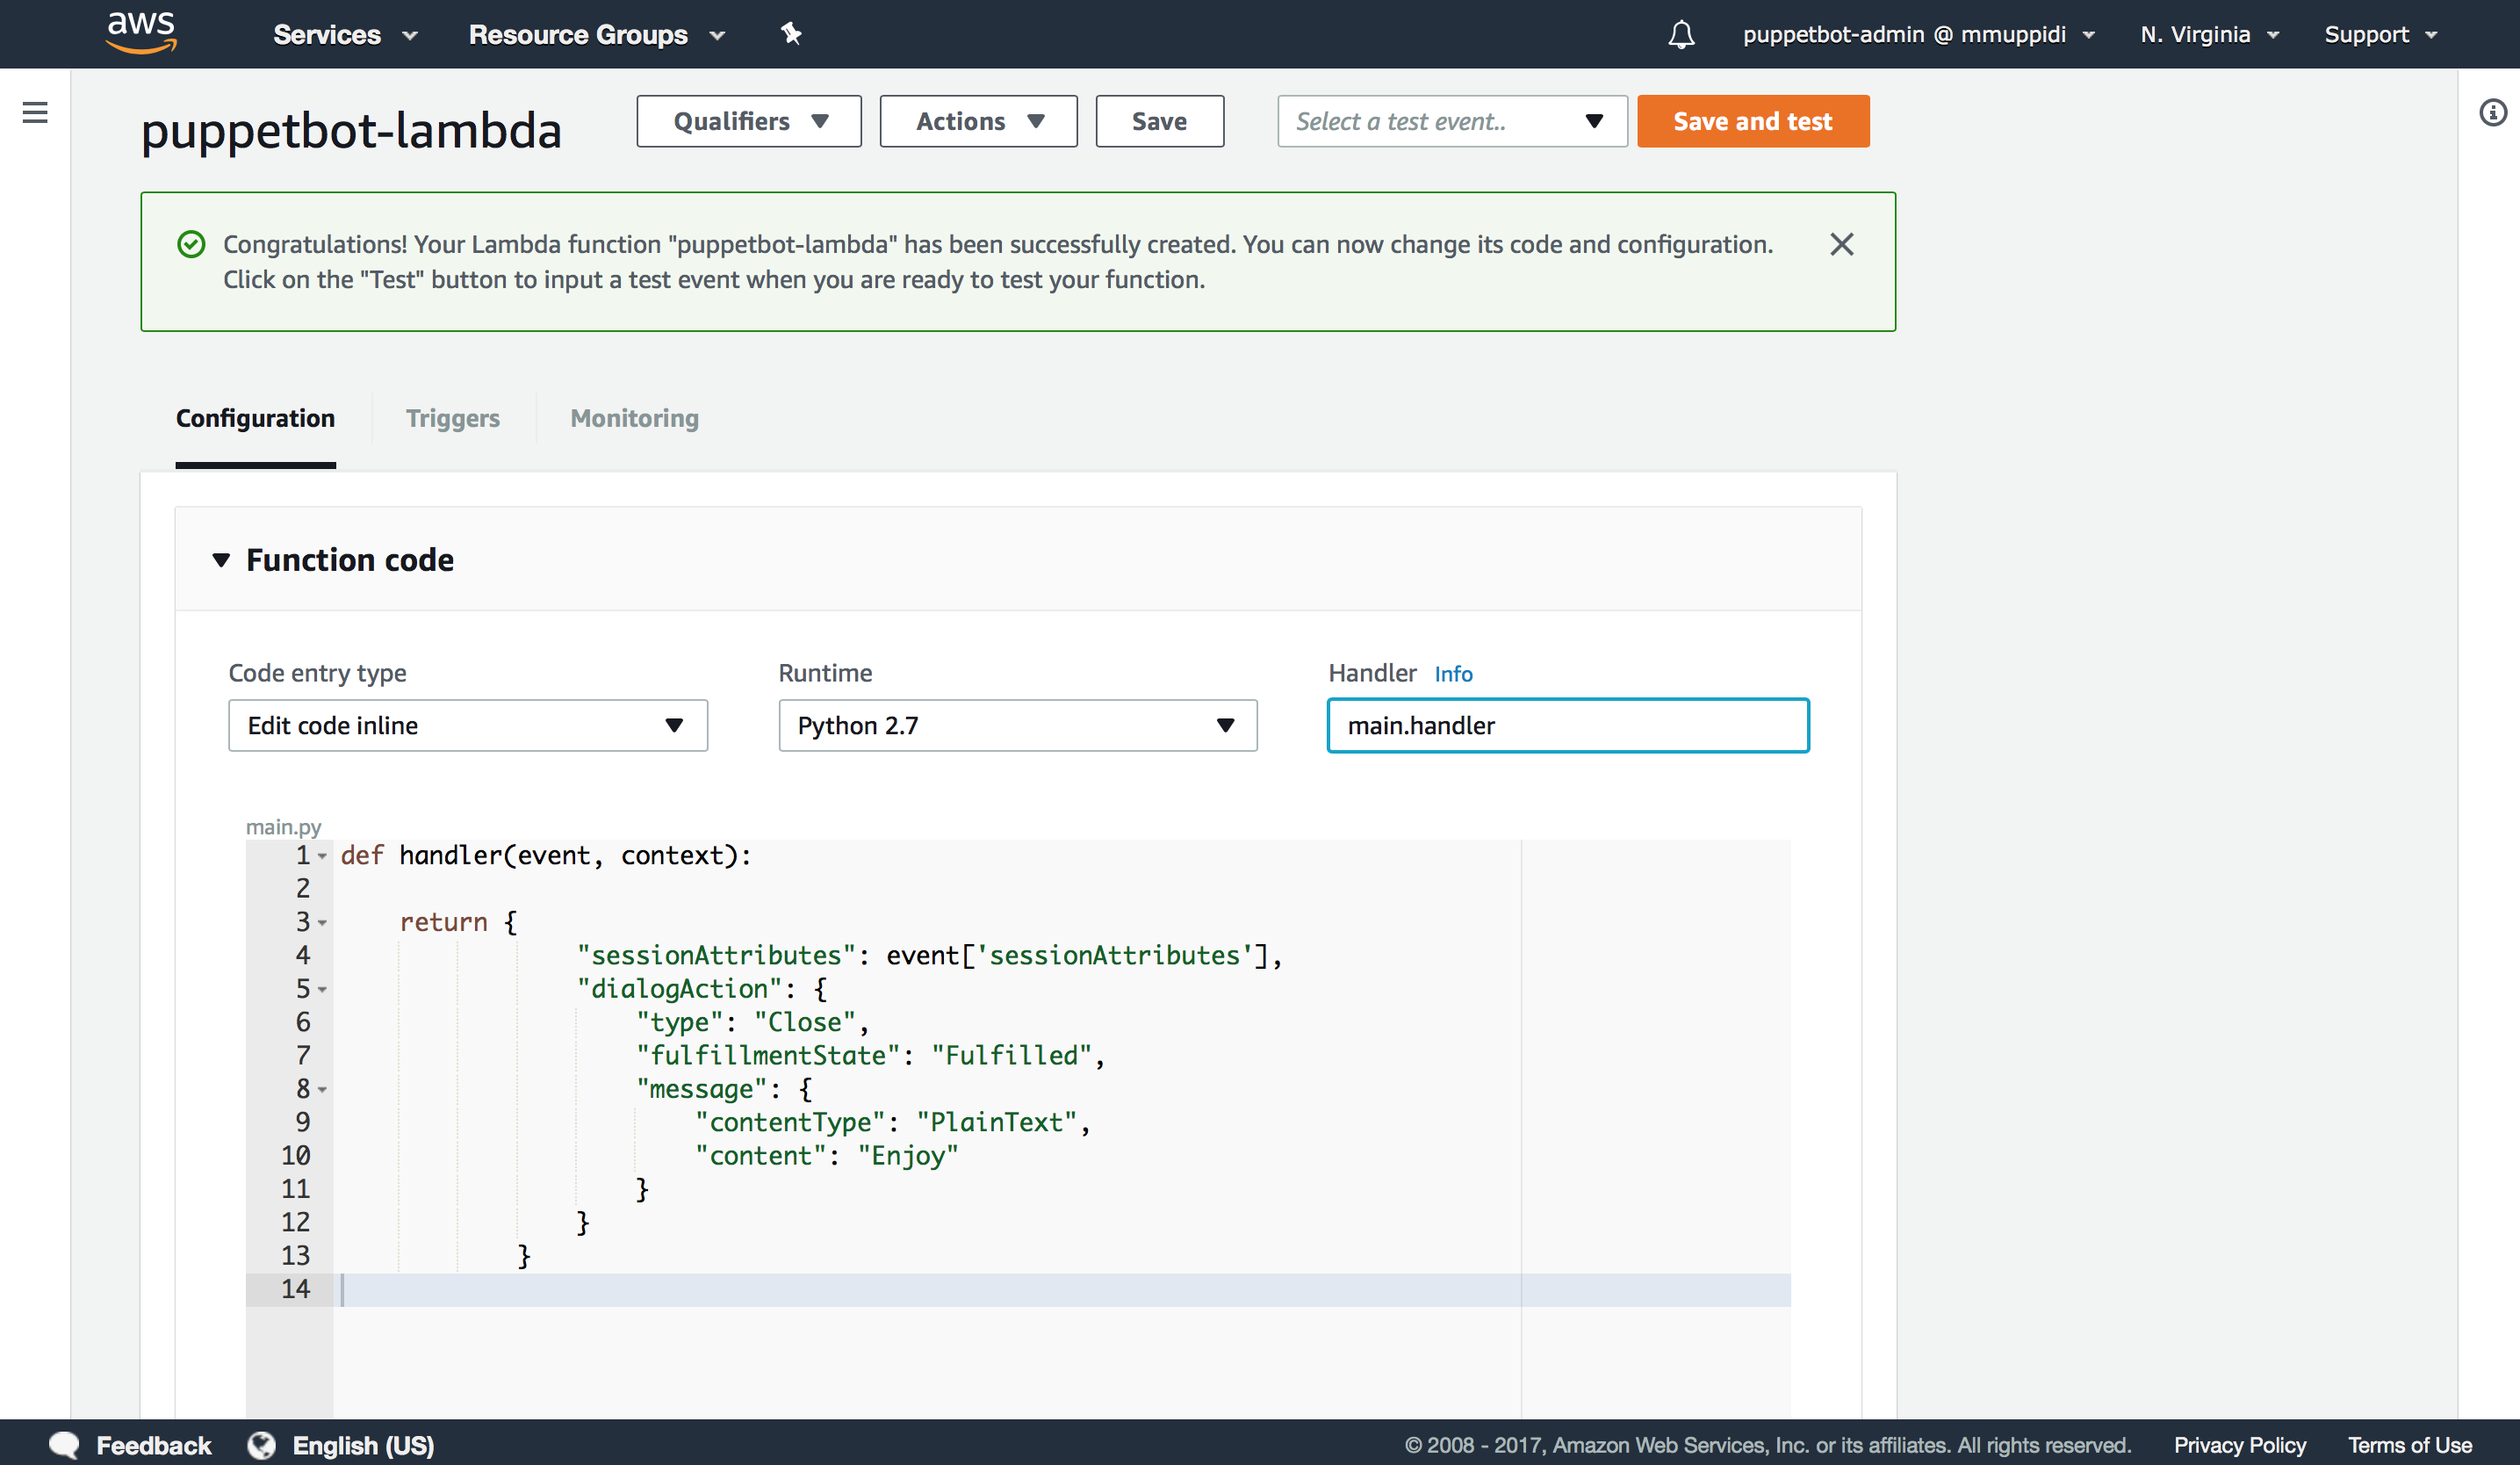 aws Services Resource Groups puppetbot-admin @ mmuppidi N. Virginia Support
puppetbot-lambda Qualifiers Actions Save Select a test event.. Save and test
Congratulations! Your Lambda function "puppetbot-lambda" has been successfully created. You can now change its code and configuration.
Click on the "Test" button to input a test event when you are ready to test your function.
Configuration Triggers Monitoring
Function code
Code entry type Runtime Handler Info
Edit code inline Python 2.7 main.handler
main.py
1 def handler(event, context):
2
3     return {
4                 "sessionAttributes": event['sessionAttributes'],
5                 "dialogAction": {
6                     "type": "Close",
7                     "fulfillmentState": "Fulfilled",
8                     "message": {
9                         "contentType": "PlainText",
10                         "content": "Enjoy"
11                     }
12                 }
13             }
14
Feedback English (US) © 2008 - 2017, Amazon Web Services, Inc. or its affiliates. All rights reserved. Privacy Policy Terms of Use